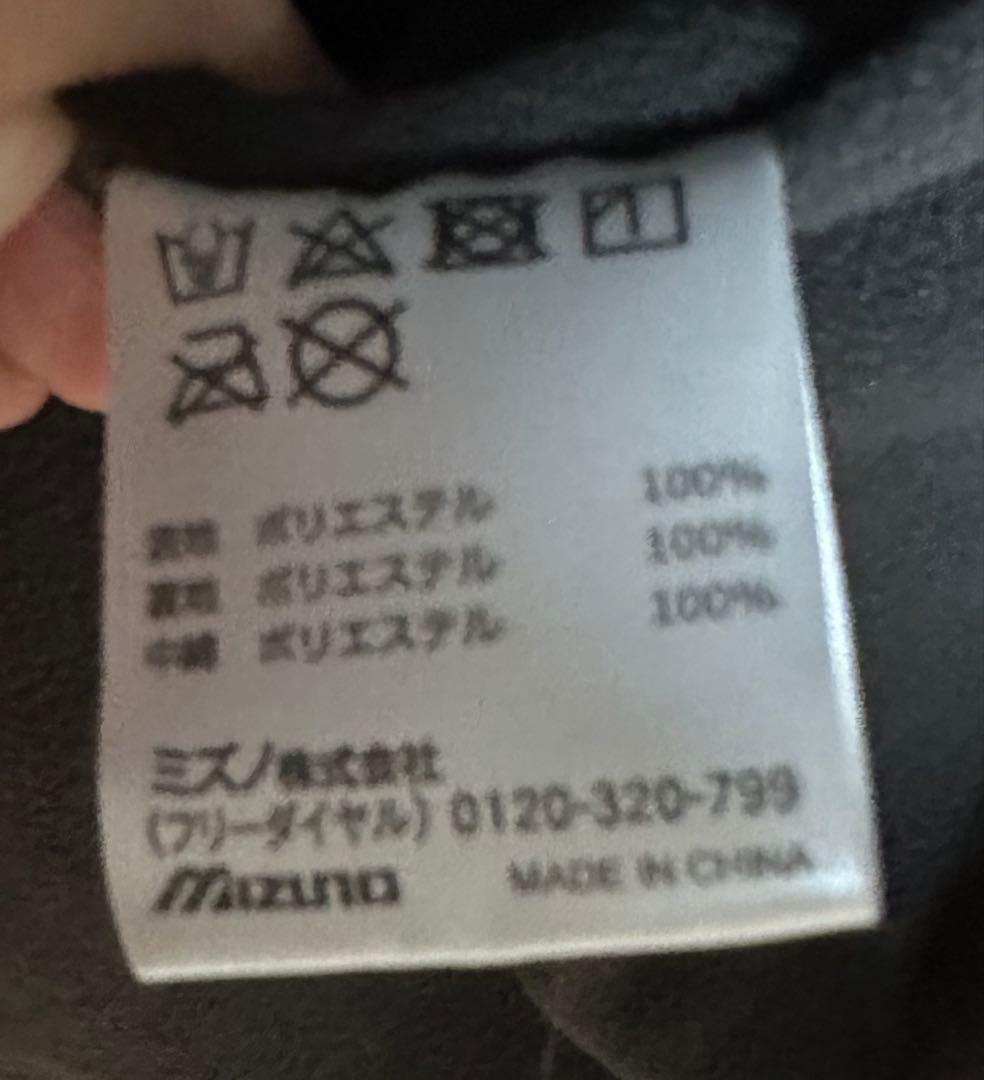 表地 ポリエステル 100%
裏地 ポリエステル 100%
中綿 ポリエステル 100%
ミズノ株式会社
(フリーダイヤル) 0120-320-799
Mizuno MADE IN CHINA